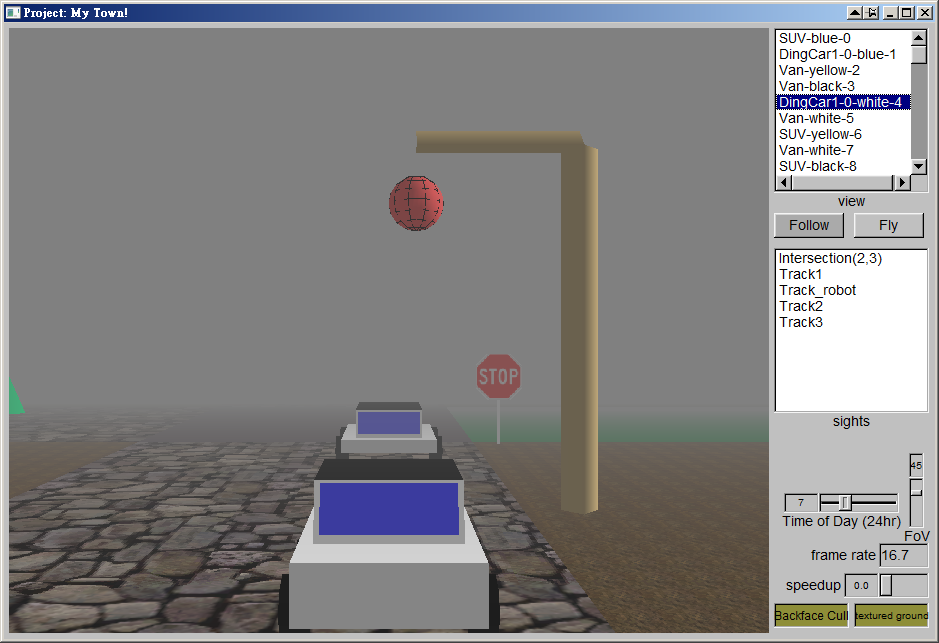 Project: My Town!
SUV-blue-0
DingCar1-0-blue-1
Van-yellow-2
Van-black-3
DingCar1-0-white-4
Van-white-5
SUV-yellow-6
Van-white-7
SUV-black-8
view
Follow
Fly
Intersection(2,3)
Track1
Track_robot
Track2
Track3
STOP
sights
45
7
Time of Day (24hr)
FoV
frame rate 16.7
speedup 0.0
Backface Cull
textured ground